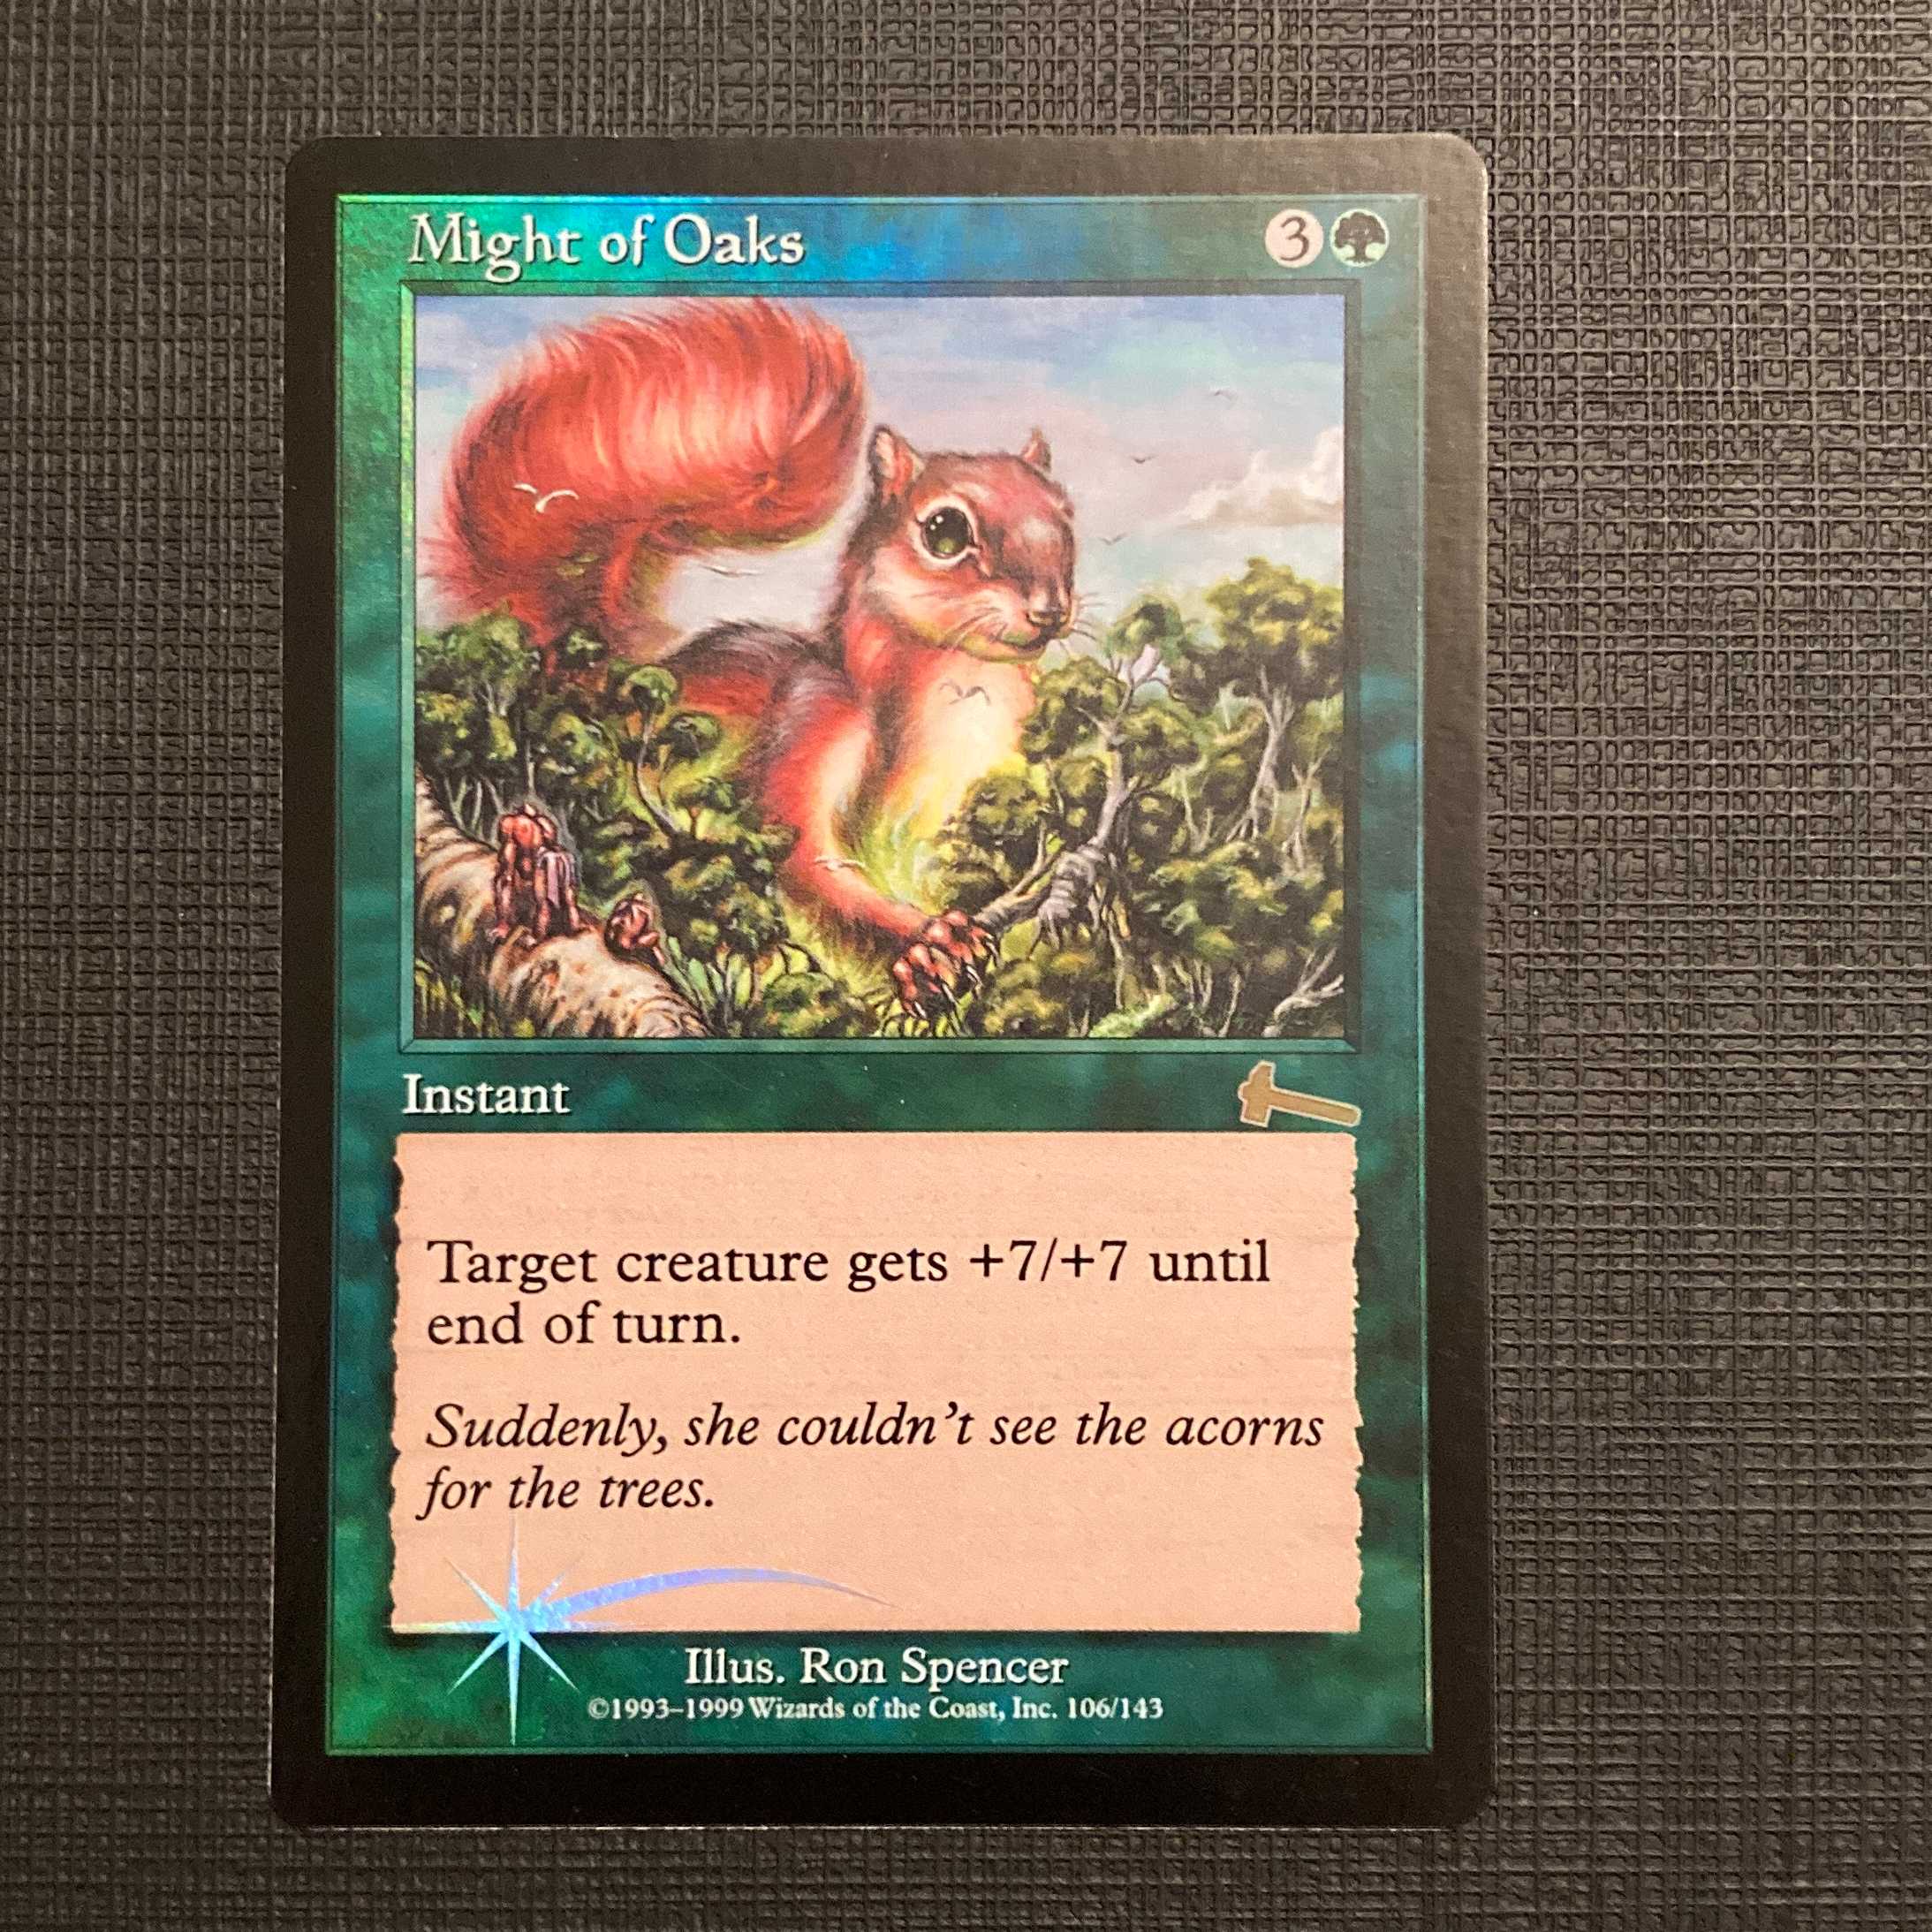 Might of Oaks 3
Instant
Target creature gets +7/+7 until
end of turn.
Suddenly, she couldn't see the acorns
for the trees.
Illus. Ron Spencer
©1993–1999 Wizards of the Coast, Inc. 106/143